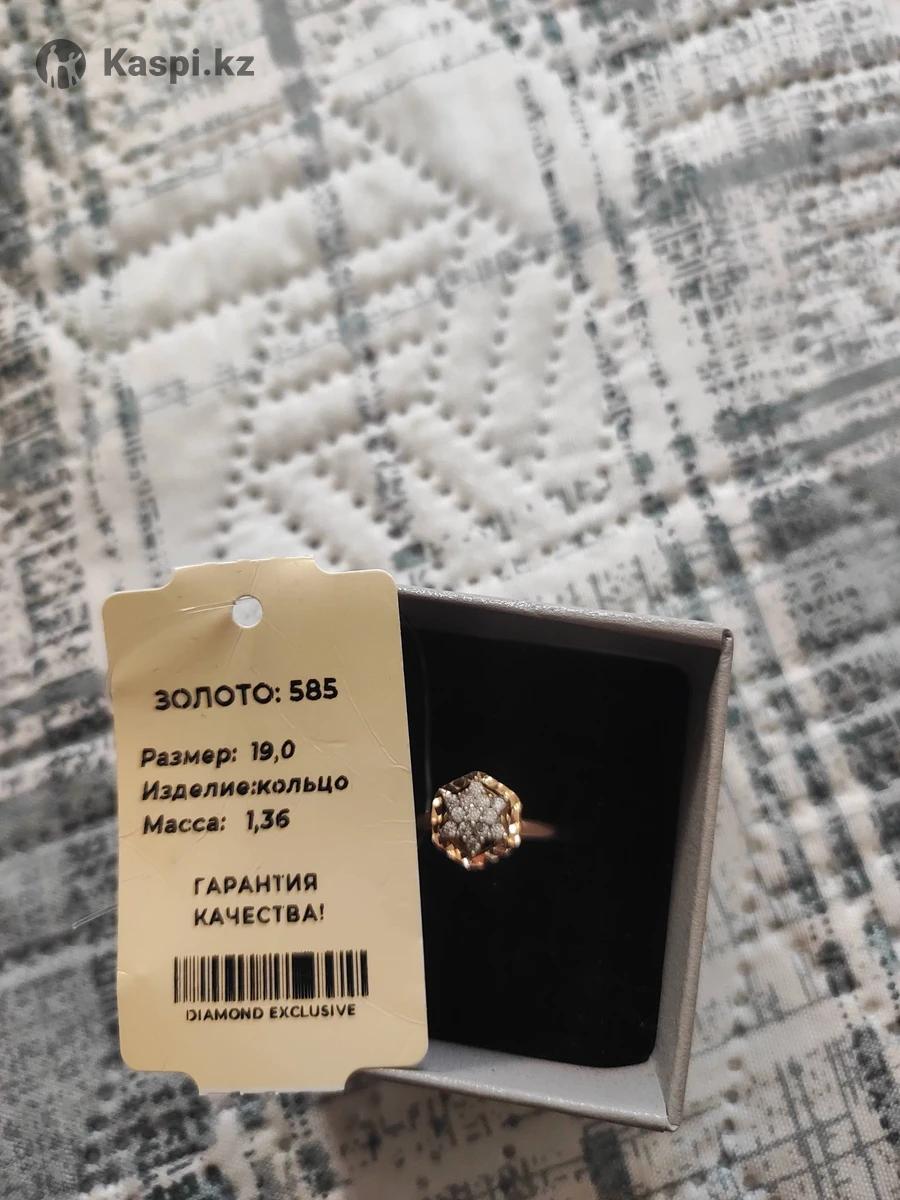 Kaspi.kz
ЗОЛОТО: 585
Размер: 19,0
Изделие:кольцо
Масса: 1,36
ГАРАНТИЯ
КАЧЕСТВА!
DIAMOND EXCLUSIVE